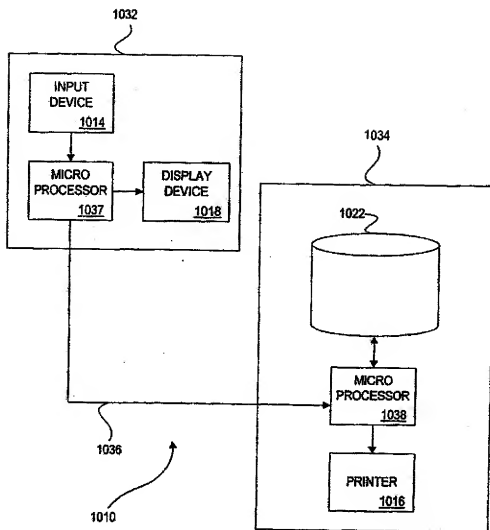 1032
INPUT
DEVICE
1014
MICRO
PROCESSOR
1037
DISPLAY
DEVICE
1018
1034
1022
MICRO
PROCESSOR
1038
PRINTER
1016
1036
1010